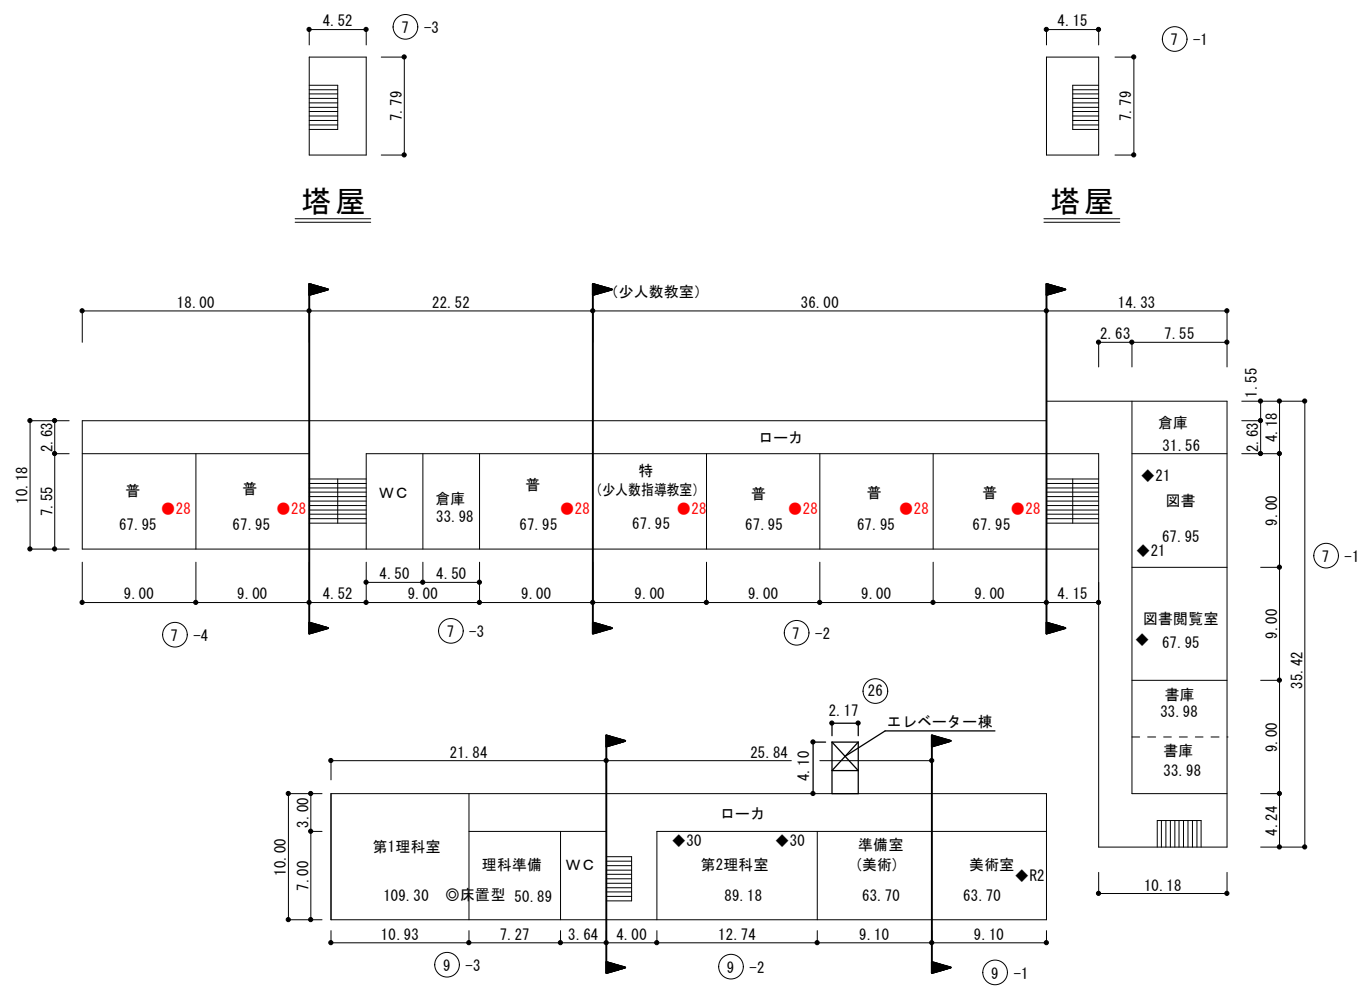 4.52
⑦-3
7.79
塔屋
4.15
⑦-1
7.79
塔屋
(少人数教室)
18.00
22.52
36.00
14.33
2.63
7.55
1.55
4.18
2.63
10.18
2.63
7.55
ローカ
普
67.95
●28
普
67.95
●28
WC
倉庫
33.98
普
67.95
●28
特
(少人数指導教室)
67.95
●28
普
67.95
●28
普
67.95
●28
普
67.95
●28
倉庫
31.56
◆21
図書
67.95
◆21
図書閲覧室
◆ 67.95
書庫
33.98
書庫
33.98
9.00
9.00
9.00
4.24
35.42
⑦-1
10.18
4.50
4.50
9.00
9.00
4.52
9.00
9.00
9.00
9.00
9.00
9.00
4.15
⑦-4
⑦-3
⑦-2
㉖
2.17
エレベーター棟
4.10
21.84
25.84
10.00
3.00
7.00
ローカ
第1理科室
109.30
◎床置型
理科準備
50.89
WC
◆30
◆30
第2理科室
89.18
準備室
(美術)
63.70
美術室
◆R2
63.70
10.93
7.27
3.64
4.00
12.74
9.10
9.10
⑨-3
⑨-2
⑨-1